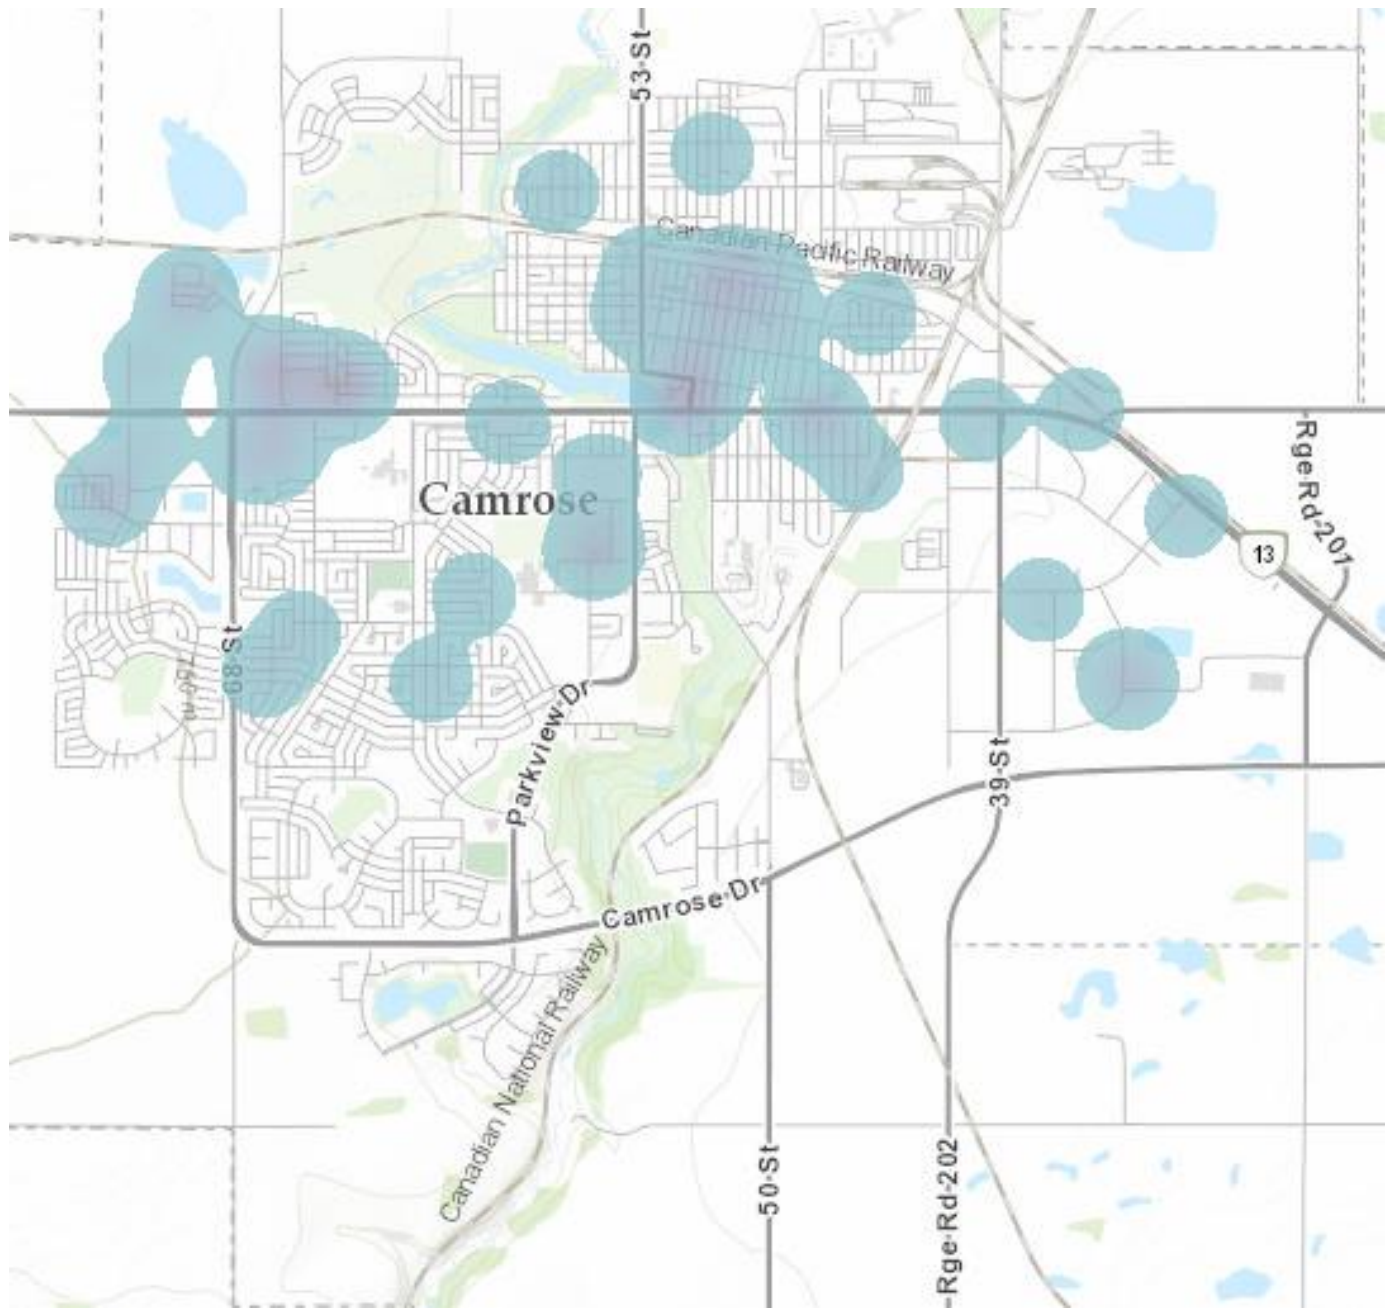 53 St
Canadian Pacific Railway
Rge Rd 201
Camrose
13
68 St
Parkview Dr
39 St
Camrose Dr
Canadian National Railway
50 St
Rge Rd 202